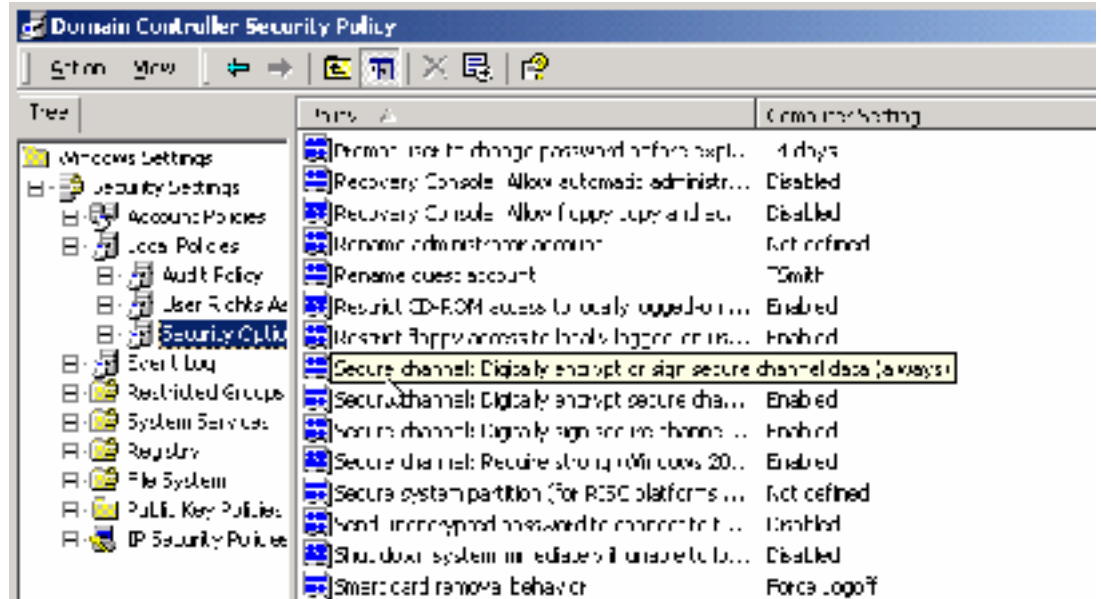 Domain Controller Security Policy
Action View
Tree
Policy Computer Setting
Windows Settings
Security Settings
Account Policies
Local Policies
Audit Policy
User Rights As
Security Optio
Event Log
Restricted Groups
System Services
Registry
File System
Public Key Policies
IP Security Policies
Prompt user to change password before expi... days
Recovery Console: Allow automatic administr... Disabled
Recovery Console: Allow floppy copy and ac... Disabled
Rename administrator account Not defined
Rename guest account TSmith
Restrict CD-ROM access to locally logged-on ... Enabled
Restrict floppy access to locally logged on us... Enabled
Secure channel: Digitally encrypt or sign secure channel data (always)
Secure channel: Digitally encrypt secure cha... Enabled
Secure channel: Digitally sign secure channe... Enabled
Secure channel: Require strong (Windows 20... Enabled
Secure system partition (for RISC platforms ... Not defined
Send unencrypted password to connect to t... Disabled
Shut down system immediately if unable to lo... Disabled
Smart card removal behavior Force Logoff